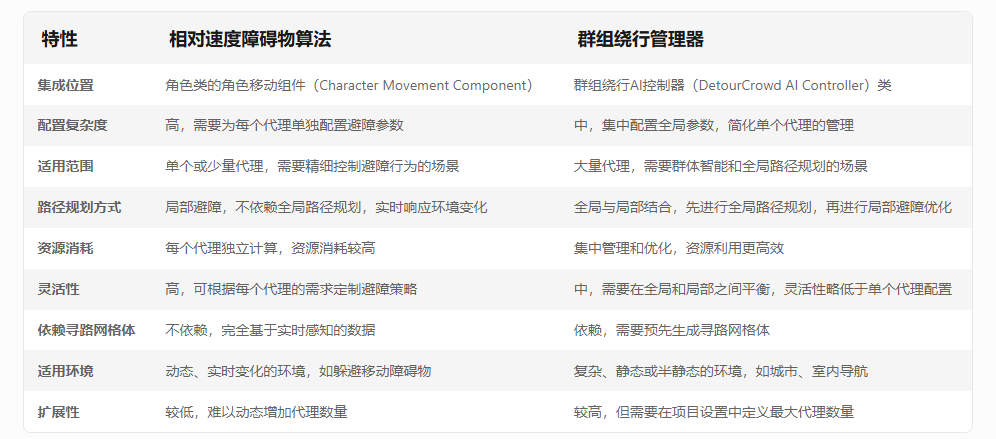 特性 相对速度障碍物算法 群组绕行管理器
集成位置 角色类的角色移动组件（Character Movement Component） 群组绕行AI控制器（DetourCrowd AI Controller）类
配置复杂度 高，需要为每个代理单独配置避障参数 中，集中配置全局参数，简化单个代理的管理
适用范围 单个或少量代理，需要精细控制避障行为的场景 大量代理，需要群体智能和全局路径规划的场景
路径规划方式 局部避障，不依赖全局路径规划，实时响应环境变化 全局与局部结合，先进行全局路径规划，再进行局部避障优化
资源消耗 每个代理独立计算，资源消耗较高 集中管理和优化，资源利用更高效
灵活性 高，可根据每个代理的需求定制避障策略 中，需要在全局和局部之间平衡，灵活性略低于单个代理配置
依赖寻路网格体 不依赖，完全基于实时感知的数据 依赖，需要预先生成寻路网格体
适用环境 动态、实时变化的环境，如躲避移动障碍物 复杂、静态或半静态的环境，如城市、室内导航
扩展性 较低，难以动态增加代理数量 较高，但需要在项目设置中定义最大代理数量